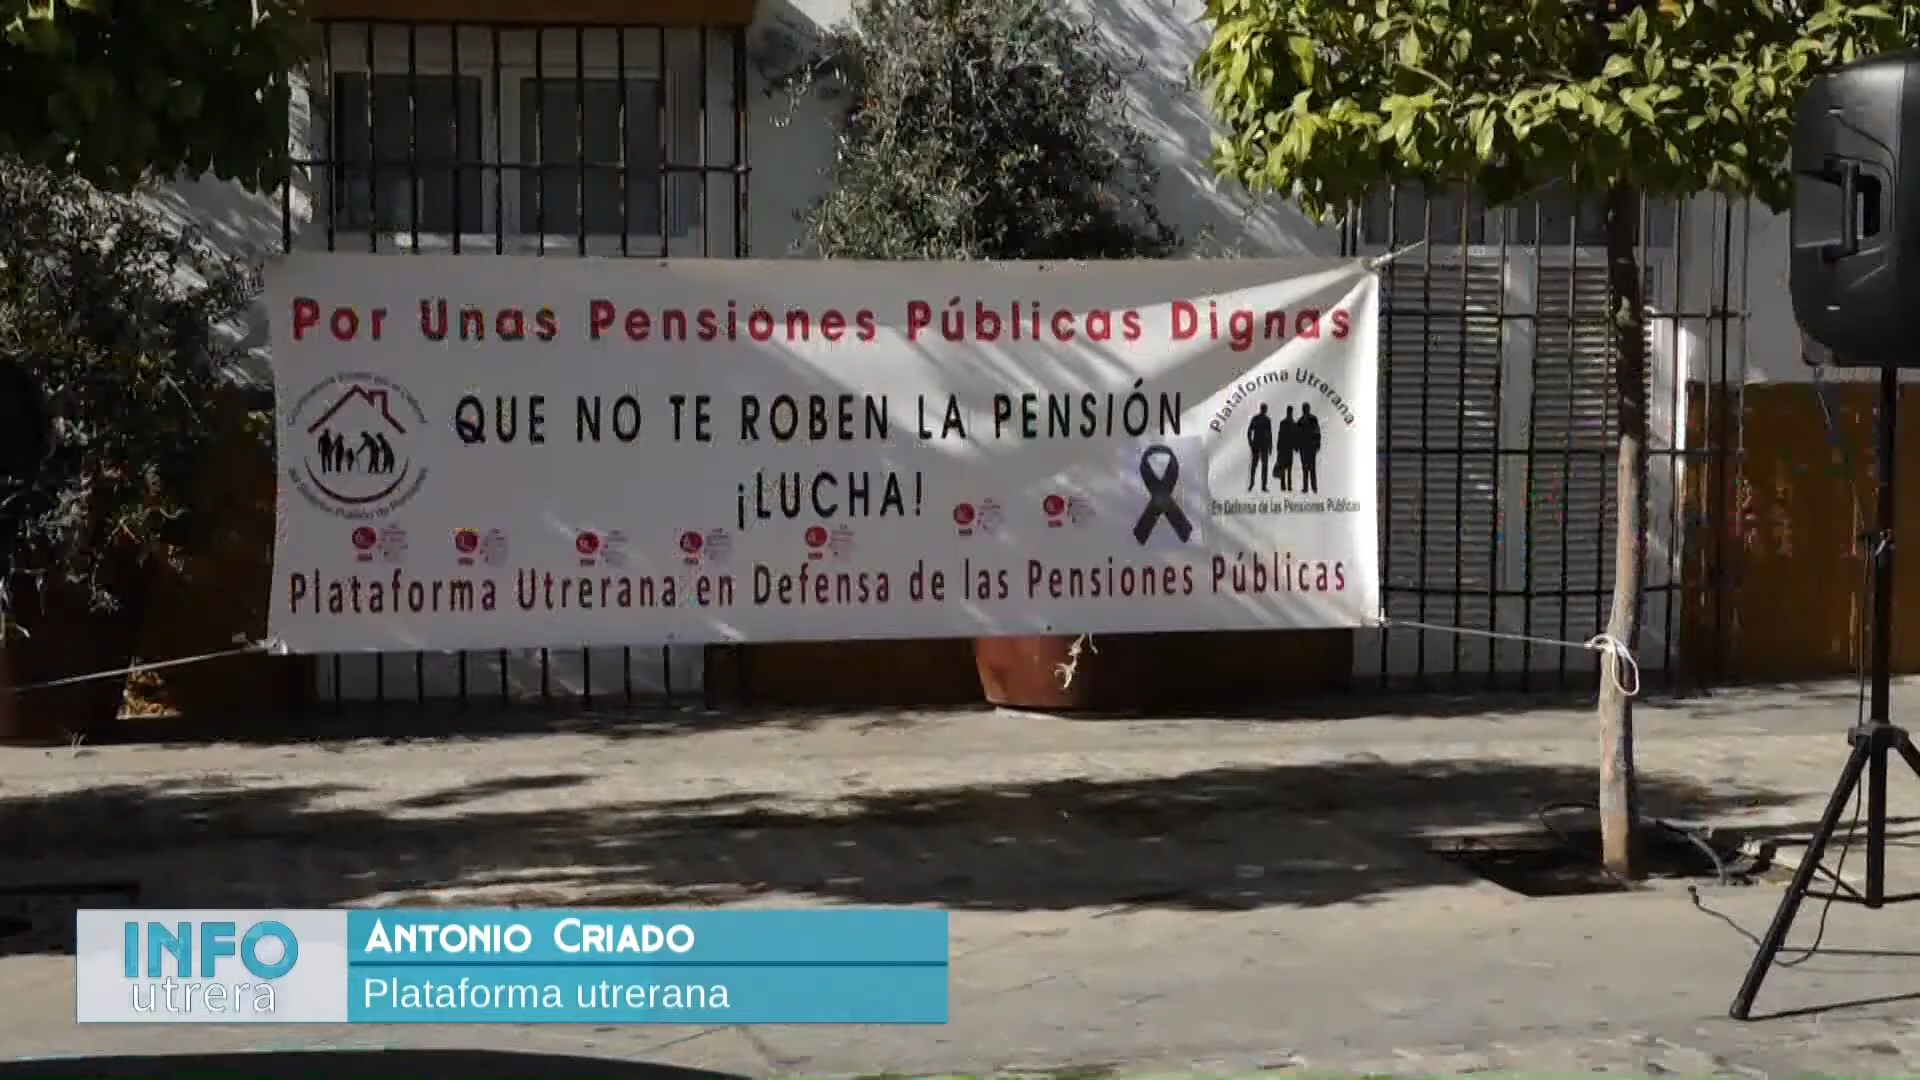 Por Unas Pensiones Públicas Dignas
QUE NO TE ROBEN LA PENSIÓN
¡LUCHA!
Plataforma Utrerana
En Defensa de las Pensiones Públicas
Plataforma Utrerana en Defensa de las Pensiones Públicas
INFO
utrera
ANTONIO CRIADO
Plataforma utrerana